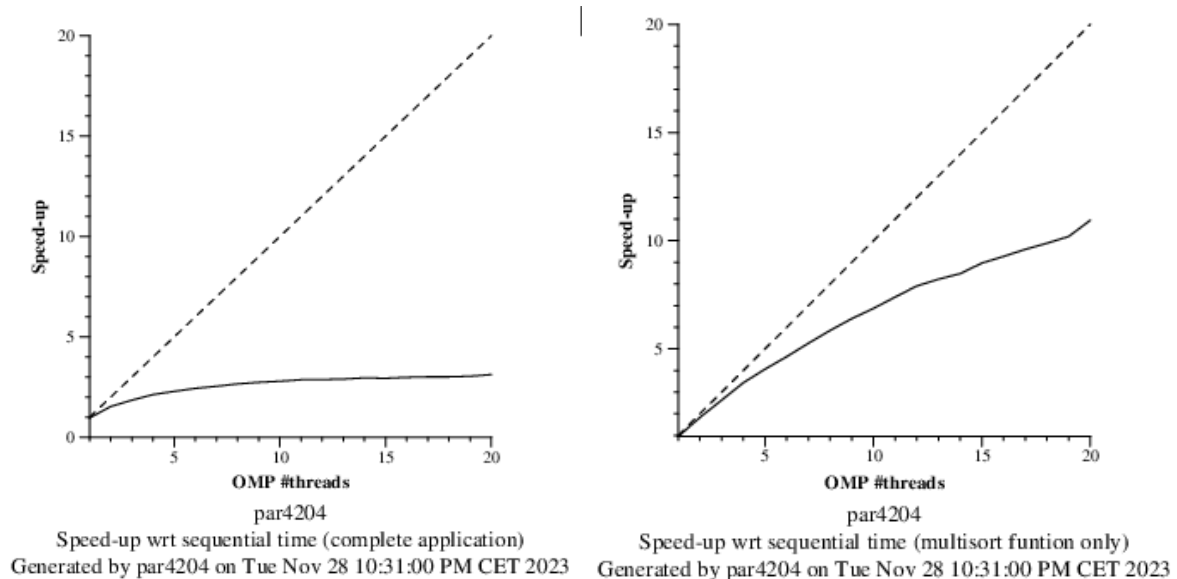 20
15
10
5
0
Speed-up
5
10
15
20
OMP #threads
par4204
Speed-up wrt sequential time (complete application)
Generated by par4204 on Tue Nov 28 10:31:00 PM CET 2023
20
15
10
5
Speed-up
5
10
15
20
OMP #threads
par4204
Speed-up wrt sequential time (multisort funtion only)
Generated by par4204 on Tue Nov 28 10:31:00 PM CET 2023